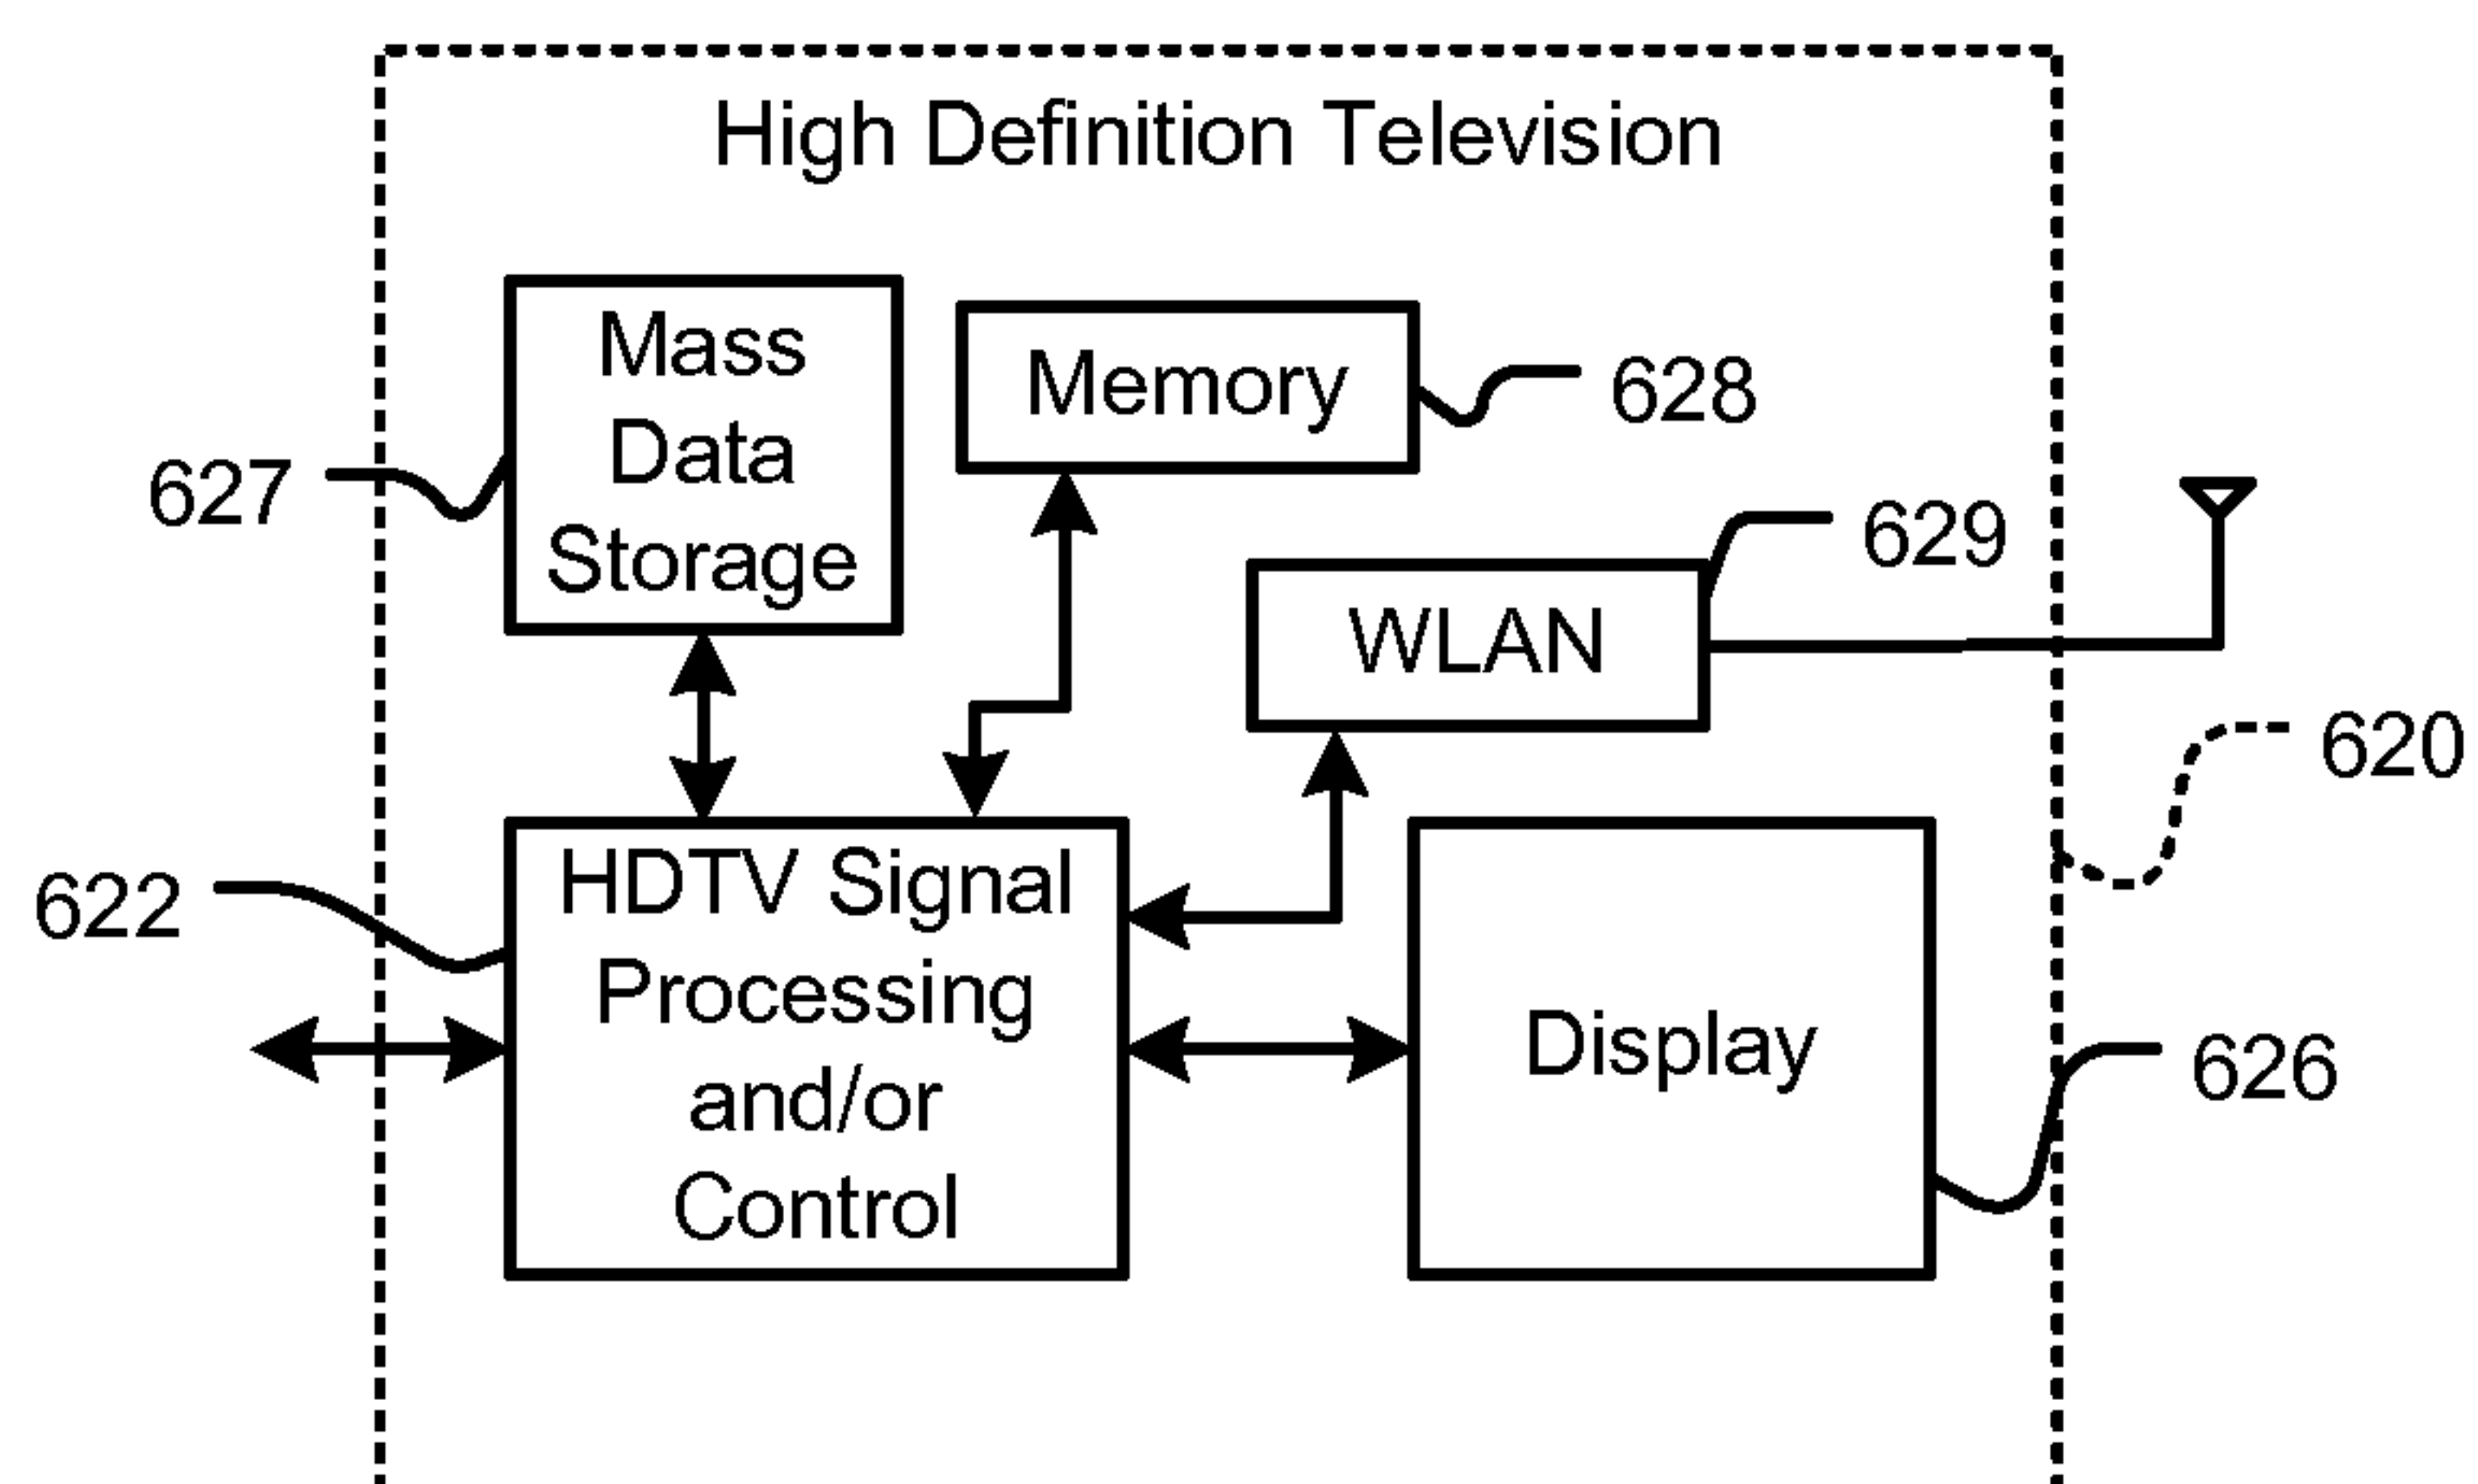 High Definition Television
Mass
Data
Storage
Memory
628
627
629
WLAN
620
HDTV Signal
Processing
and/or
Control
622
Display
626